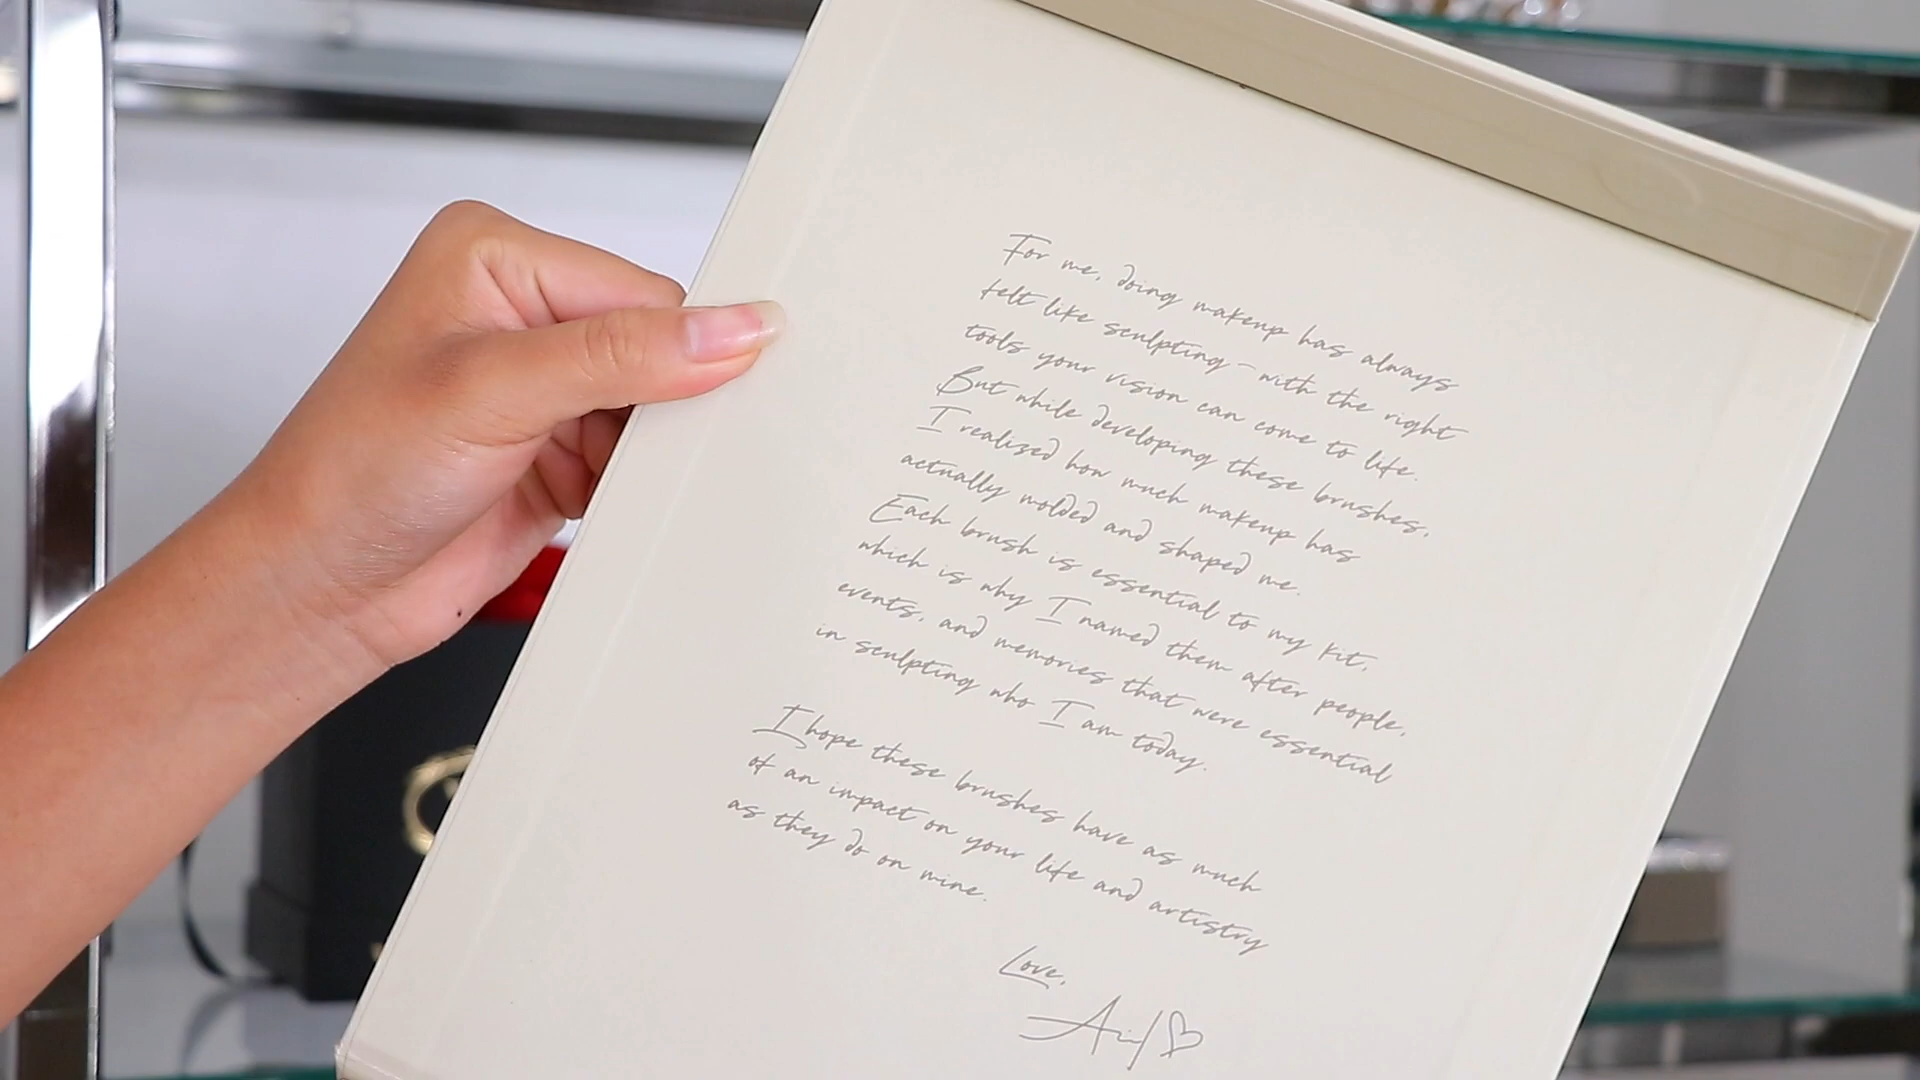 For me, doing makeup has always
felt like sculpting - with the right
tools your vision can come to life.
But while developing these brushes,
I realized how much makeup has
actually molded and shaped me.
Each brush is essential to my kit,
which is why I named them after people,
events, and memories that were essential
in sculpting who I am today.
I hope these brushes have as much
of an impact on your life and artistry
as they do on mine.
Love,